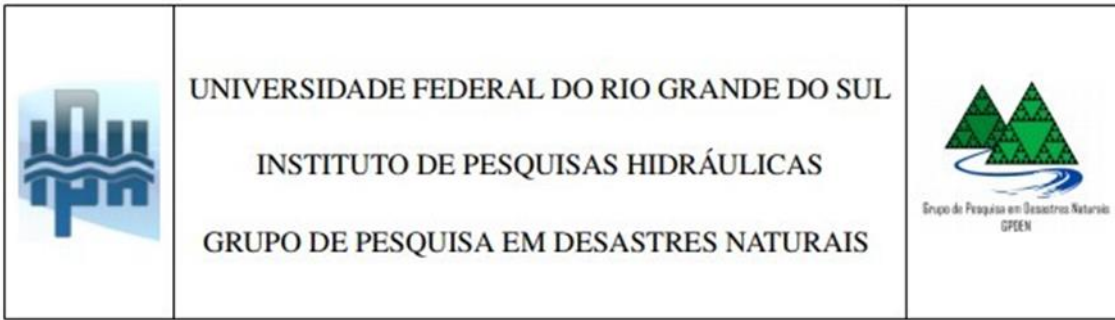 UNIVERSIDADE FEDERAL DO RIO GRANDE DO SUL
INSTITUTO DE PESQUISAS HIDRÁULICAS
GRUPO DE PESQUISA EM DESASTRES NATURAIS
IPH
Grupo de Pesquisa em Desastres Naturais
GPDEN